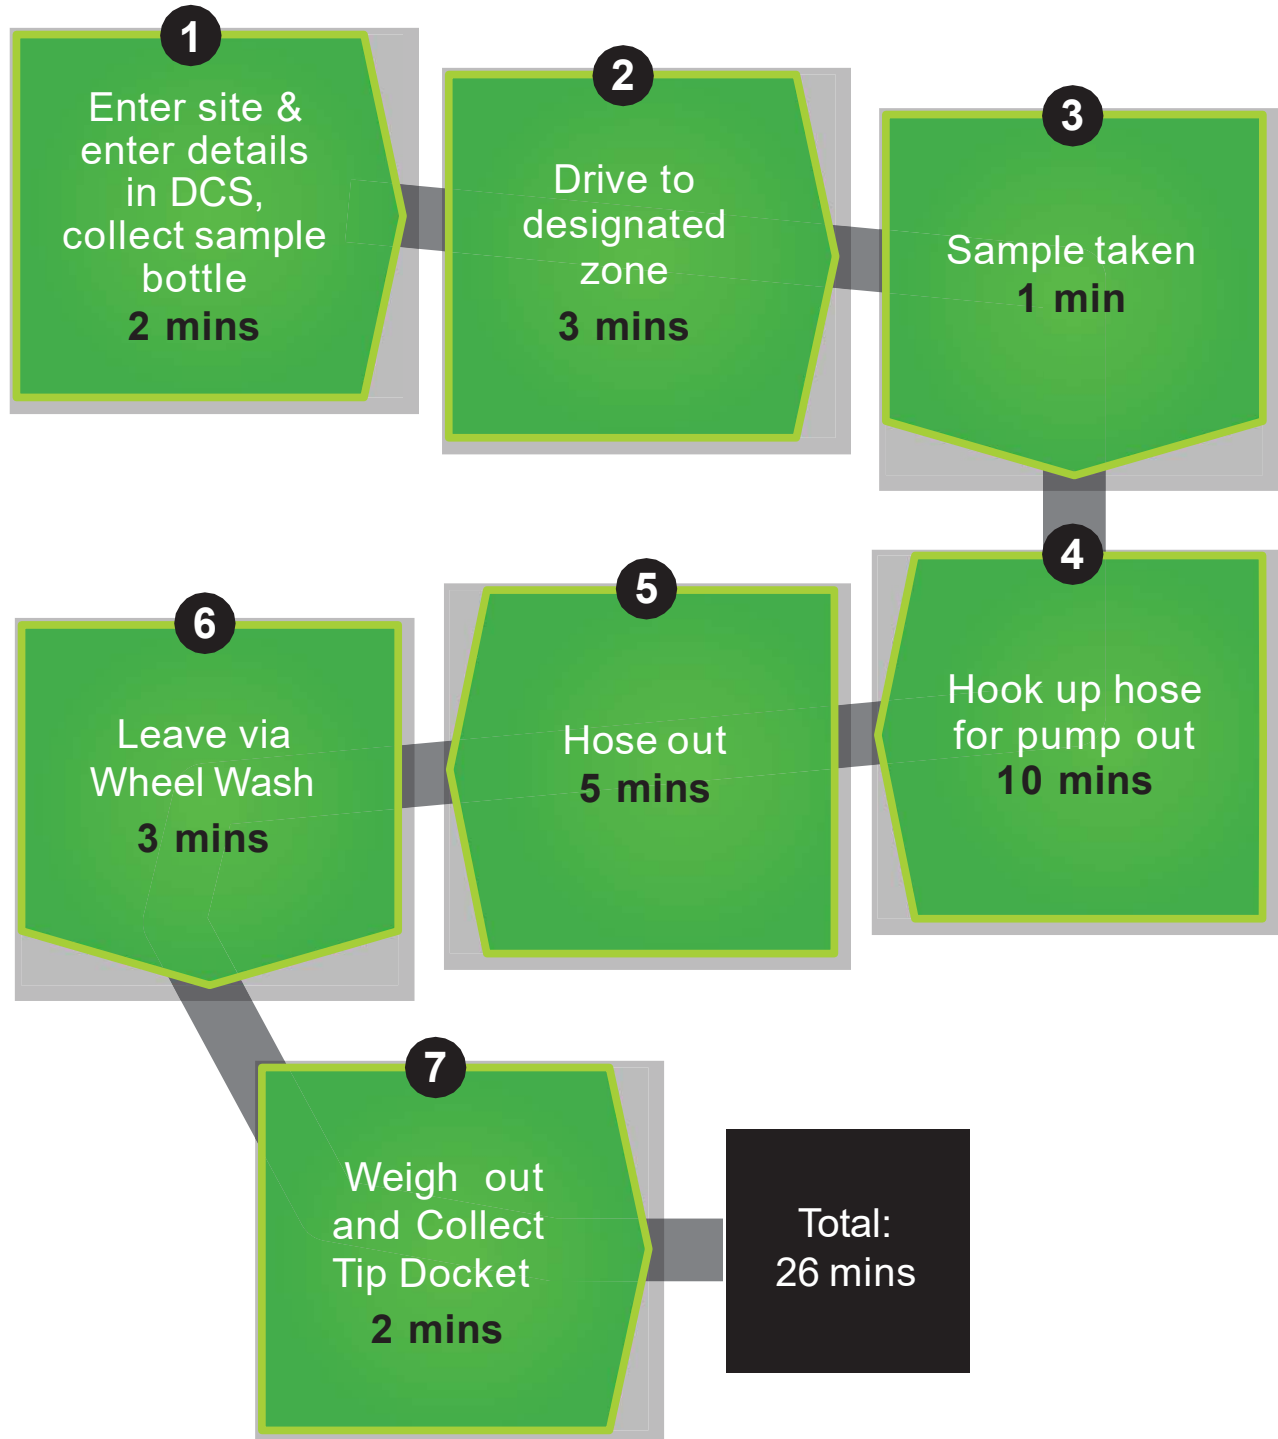 1
Enter site &
enter details
in DCS,
collect sample
bottle
2 mins
2
Drive to
designated
zone
3 mins
3
Sample taken
1 min
4
Hook up hose
for pump out
10 mins
5
Hose out
5 mins
6
Leave via
Wheel Wash
3 mins
7
Weigh out
and Collect
Tip Docket
2 mins
Total:
26 mins